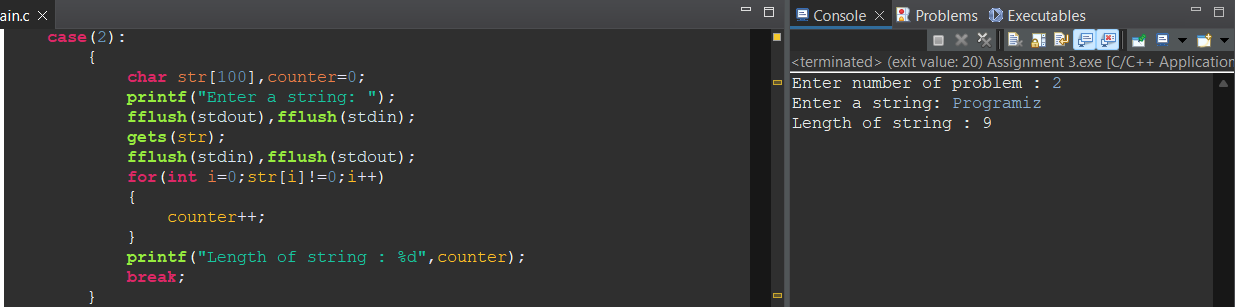 ain.c
case(2):
{
char str[100],counter=0;
printf("Enter a string: ");
fflush(stdout),fflush(stdin);
gets(str);
fflush(stdin),fflush(stdout);
for(int i=0;str[i]!=0;i++)
{
counter++;
}
printf("Length of string : %d",counter);
break;
}
Console Problems Executables
<terminated> (exit value: 20) Assignment 3.exe [C/C++ Application
Enter number of problem : 2
Enter a string: Programiz
Length of string : 9